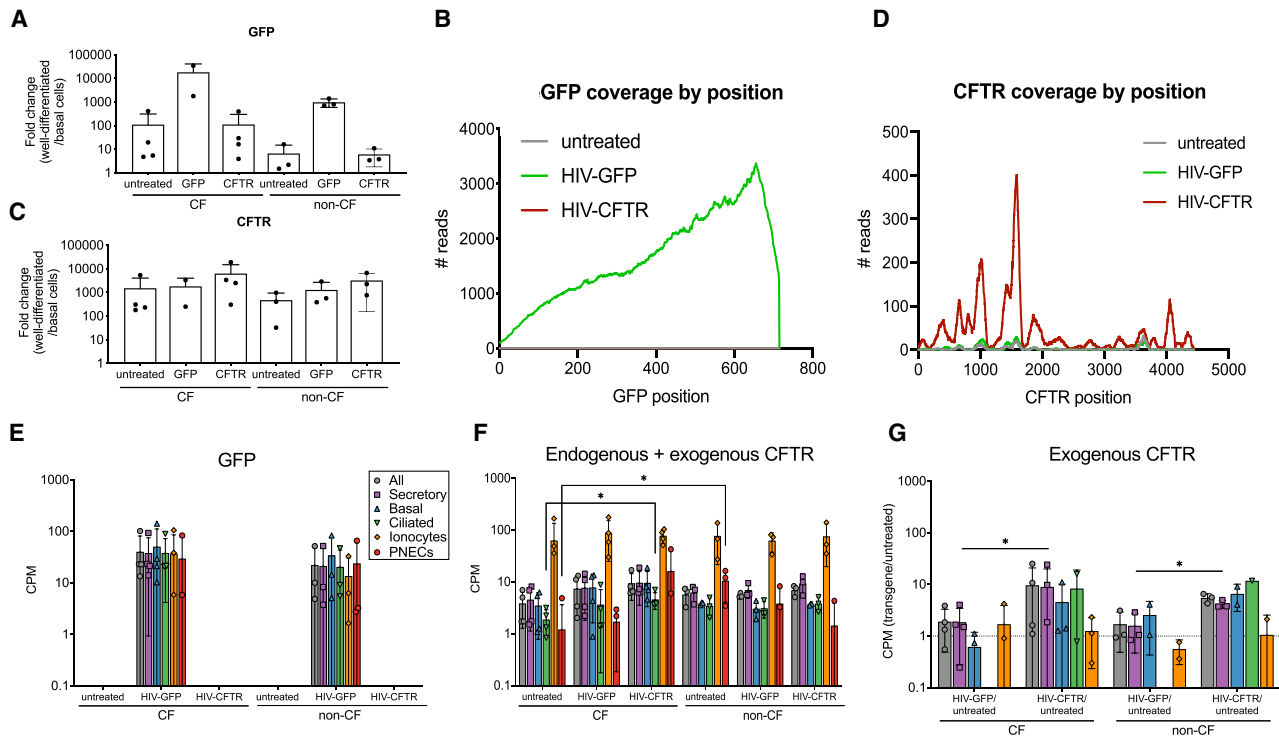 A
GFP
Fold change
(well-differentiated
/basal cells)
100000
10000
1000
100
10
1
untreated GFP CFTR untreated GFP CFTR
CF non-CF
B
GFP coverage by position
# reads
4000
3000
2000
1000
0
untreated
HIV-GFP
HIV-CFTR
0 200 400 600 800
GFP position
C
CFTR
Fold change
(well-differentiated
/basal cells)
100000
10000
1000
100
10
1
untreated GFP CFTR untreated GFP CFTR
CF non-CF
D
CFTR coverage by position
# reads
500
400
300
200
100
0
untreated
HIV-GFP
HIV-CFTR
0 1000 2000 3000 4000 5000
CFTR position
E
GFP
CPM
1000
100
10
1
0.1
All
Secretory
Basal
Ciliated
Ionocytes
PNECs
untreated HIV-GFP HIV-CFTR untreated HIV-GFP HIV-CFTR
CF non-CF
F
Endogenous + exogenous CFTR
CPM
1000
100
10
1
0.1
*
*
untreated HIV-GFP HIV-CFTR untreated HIV-GFP HIV-CFTR
CF non-CF
G
Exogenous CFTR
CPM (transgene/untreated)
1000
100
10
1
0.1
*
*
HIV-GFP/ HIV-CFTR/ HIV-GFP/ HIV-CFTR/
untreated untreated untreated untreated
CF non-CF